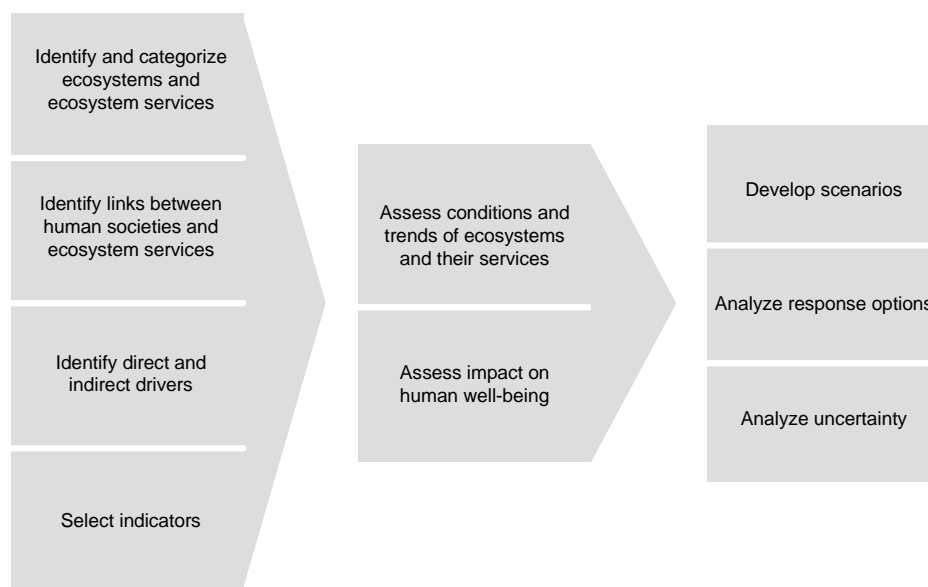 Identify and categorize
ecosystems and
ecosystem services
Identify links between
human societies and
ecosystem services
Identify direct and
indirect drivers
Select indicators
Assess conditions and
trends of ecosystems
and their services
Assess impact on
human well-being
Develop scenarios
Analyze response options
Analyze uncertainty